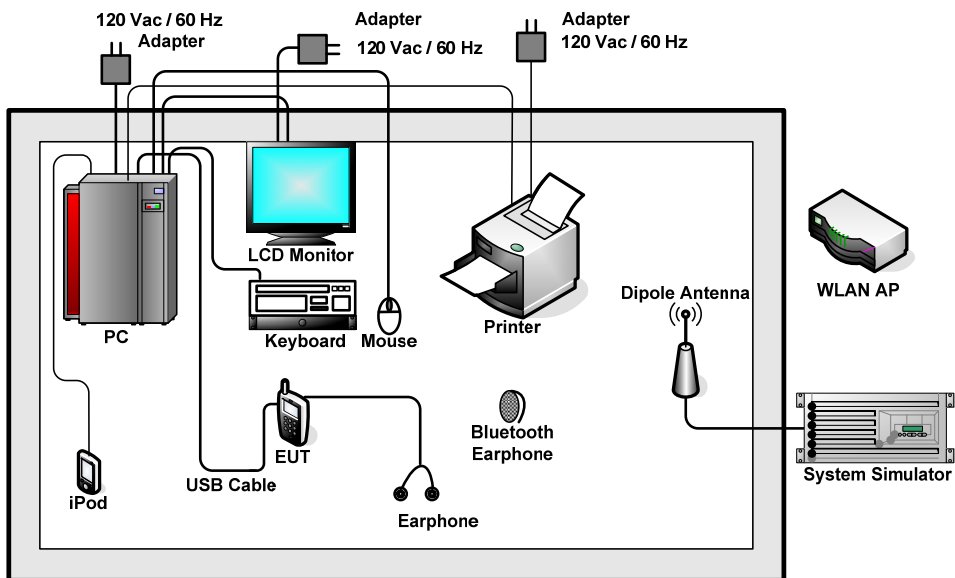 120 Vac / 60 Hz
Adapter
Adapter
120 Vac / 60 Hz
Adapter
120 Vac / 60 Hz
LCD Monitor
WLAN AP
Dipole Antenna
PC
Keyboard
Mouse
Printer
Bluetooth
Earphone
EUT
USB Cable
System Simulator
iPod
Earphone